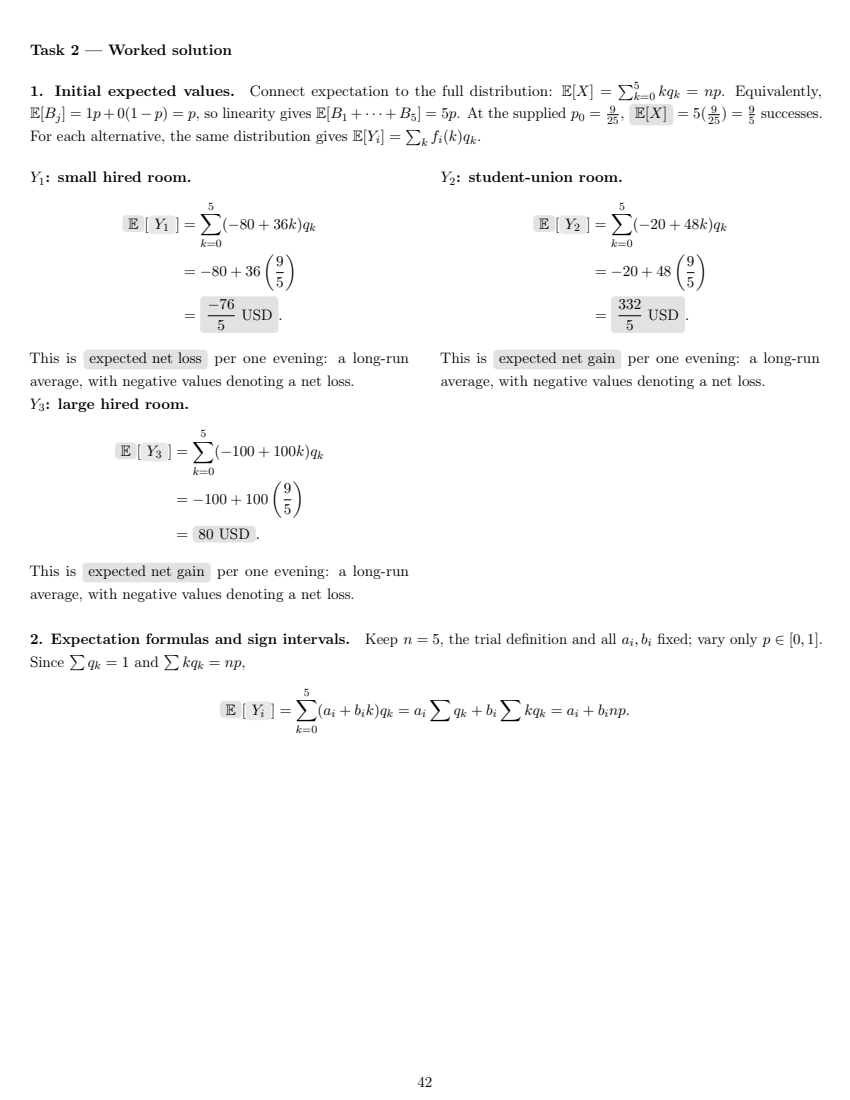 Task 2 — Worked solution
1. Initial expected values. Connect expectation to the full distribution: 𝔼[X] = ∑_{k=0}^{5} kq_k = np. Equivalently,
𝔼[B_j] = 1p + 0(1 − p) = p, so linearity gives 𝔼[B_1 + ⋯ + B_5] = 5p. At the supplied p_0 = 9/25, 𝔼[X] = 5(9/25) = 9/5 successes.
For each alternative, the same distribution gives 𝔼[Y_i] = ∑_k f_i(k)q_k.
Y_1: small hired room.
𝔼[Y_1] = ∑_{k=0}^{5} (−80 + 36k)q_k
= −80 + 36 (9/5)
= −76/5 USD.
This is expected net loss per one evening: a long-run
average, with negative values denoting a net loss.
Y_2: student-union room.
𝔼[Y_2] = ∑_{k=0}^{5} (−20 + 48k)q_k
= −20 + 48 (9/5)
= 332/5 USD.
This is expected net gain per one evening: a long-run
average, with negative values denoting a net loss.
Y_3: large hired room.
𝔼[Y_3] = ∑_{k=0}^{5} (−100 + 100k)q_k
= −100 + 100 (9/5)
= 80 USD.
This is expected net gain per one evening: a long-run
average, with negative values denoting a net loss.
2. Expectation formulas and sign intervals. Keep n = 5, the trial definition and all a_i, b_i fixed; vary only p ∈ [0, 1].
Since ∑ q_k = 1 and ∑ kq_k = np,
𝔼[Y_i] = ∑_{k=0}^{5} (a_i + b_i k)q_k = a_i ∑ q_k + b_i ∑ kq_k = a_i + b_i np.
42